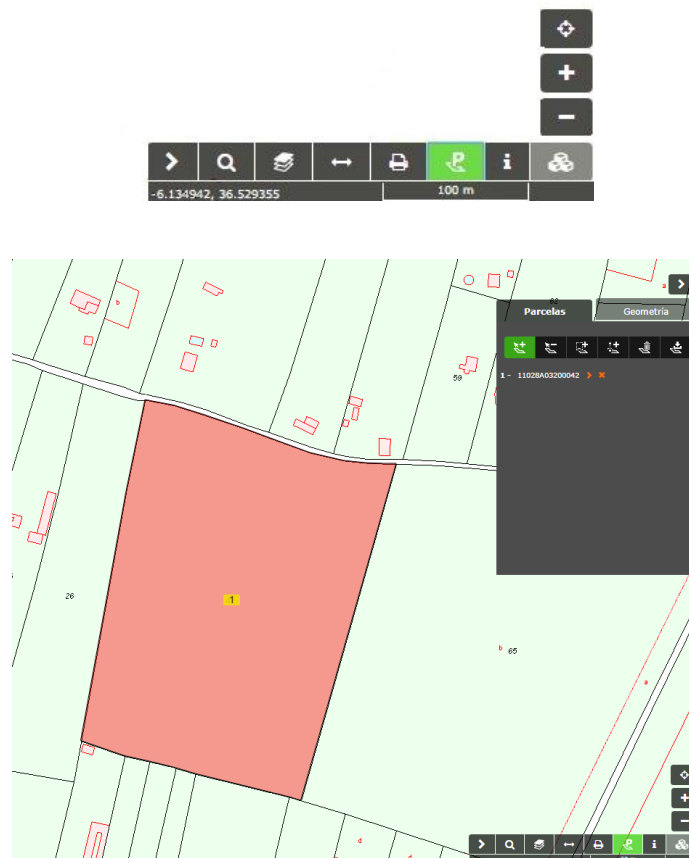 P
i
-6.134942, 36.529355
100 m
62
a
b
Parcelas
Geometría
1 - 11028A03200042
59
26
1
b 65
a
d
P
i